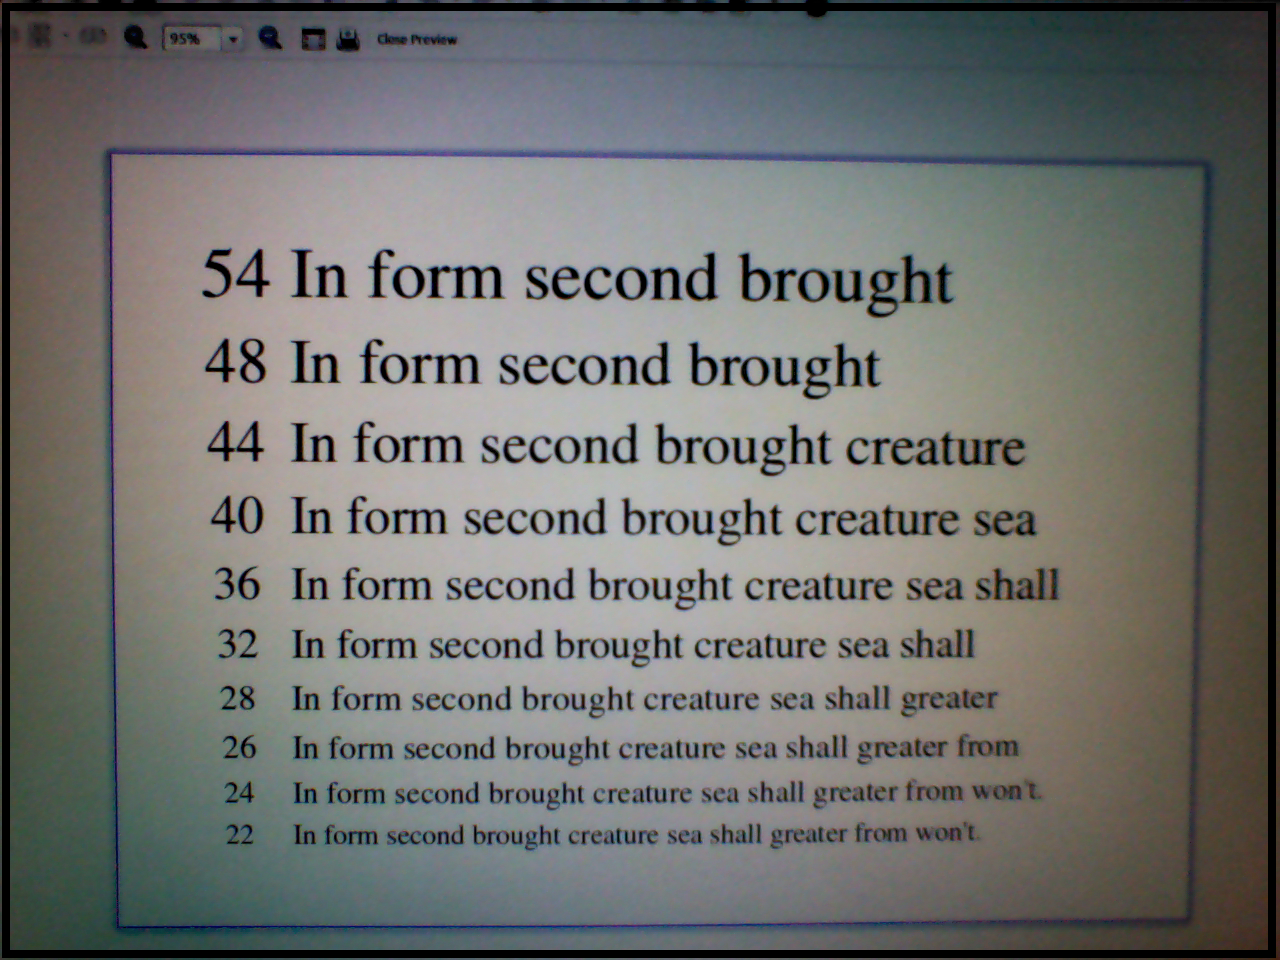 95% Close Preview
54 In form second brought
48 In form second brought
44 In form second brought creature
40 In form second brought creature sea
36 In form second brought creature sea shall
32 In form second brought creature sea shall
28 In form second brought creature sea shall greater
26 In form second brought creature sea shall greater from
24 In form second brought creature sea shall greater from won't.
22 In form second brought creature sea shall greater from won't.